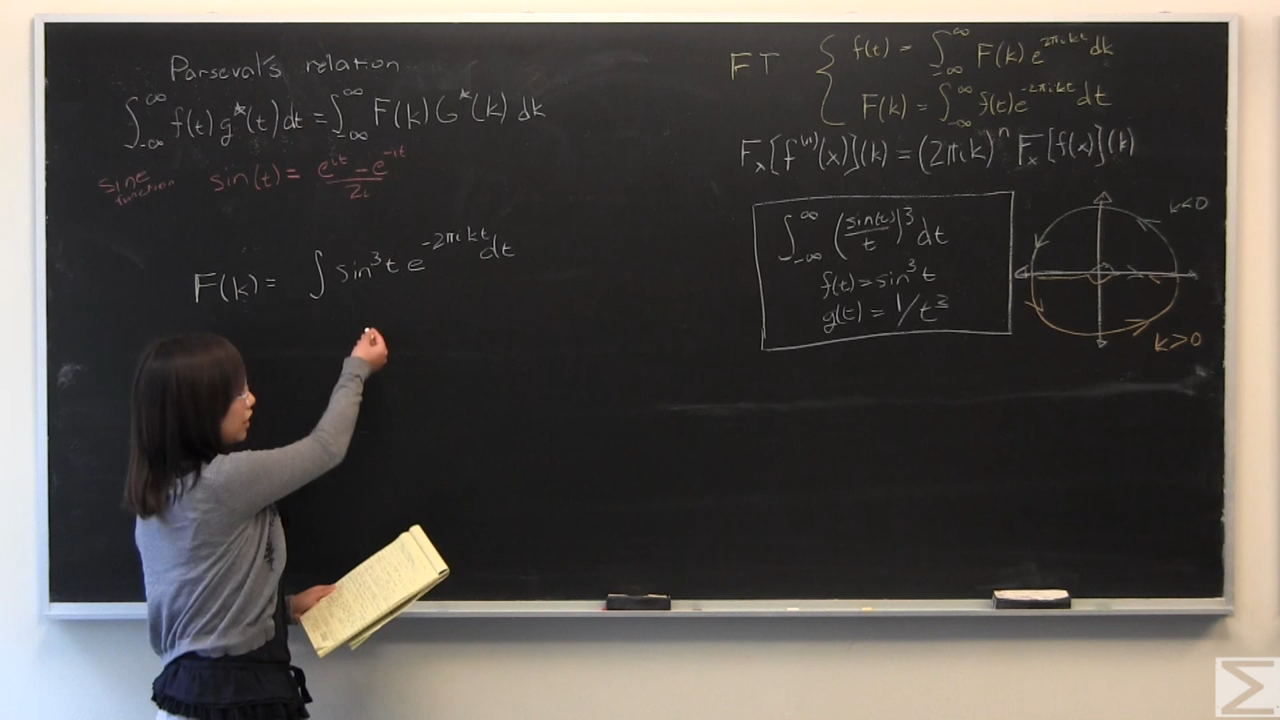 Parseval's relation
∫_{-∞}^{∞} f(t) g*(t) dt = ∫_{-∞}^{∞} F(k) G*(k) dk
sine function sin(t) = (e^{it} - e^{-it})/2i
F(k) = ∫ sin³t e^{-2πikt} dt
FT { f(t) = ∫_{-∞}^{∞} F(k) e^{2πikt} dk
F(k) = ∫_{-∞}^{∞} f(t) e^{-2πikt} dt
F_x[f^{(n)}(x)](k) = (2πik)^n F_x[f(x)](k)
∫_{-∞}^{∞} (sin(t)/t)³ dt
f(t) = sin³t
g(t) = 1/t³
k<0
k>0
Σ